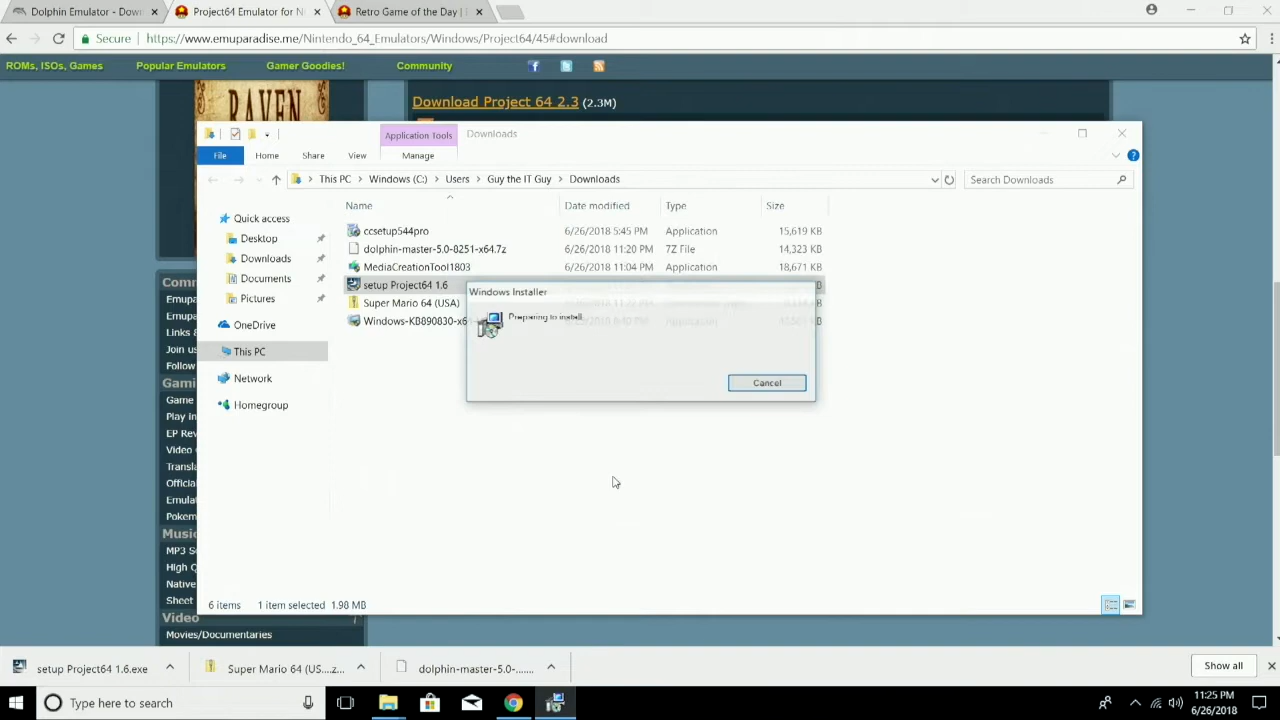 Dolphin Emulator - Dow
Project64 Emulator for N
Retro Game of the Day |
Secure
https://www.emuparadise.me/Nintendo_64_Emulators/Windows/Project64/45#download
ROMs, ISOs, Games
Popular Emulators
Gamer Goodies!
Community
RAVEN
Download Project 64 2.3 (2.3M)
Application Tools
Downloads
File
Home
Share
View
Manage
This PC > Windows (C:) > Users > Guy the IT Guy > Downloads
Search Downloads
Name
Date modified
Type
Size
Quick access
Desktop
Downloads
Documents
Pictures
OneDrive
This PC
Network
Homegroup
ccsetup544pro 6/26/2018 5:45 PM Application 15,619 KB
dolphin-master-5.0-8251-x64.7z 6/26/2018 11:20 PM 7Z File 14,323 KB
MediaCreationTool1803 6/26/2018 11:04 PM Application 18,671 KB
setup Project64 1.6
Super Mario 64 (USA)
Windows-KB890830-x6
Windows Installer
Preparing to install...
Cancel
Comm
Emupa
Emupa
Links &
Join us
Follow
Gami
Game
Play in
EP Rev
Video
Transla
Official
Emulat
Pokem
Music
MP3 S
High Q
Native
Sheet
Video
Movies/Documentaries
6 items
1 item selected 1.98 MB
setup Project64 1.6.exe
Super Mario 64 (US....z...
dolphin-master-5.0-.......
Show all
Type here to search
11:25 PM
6/26/2018